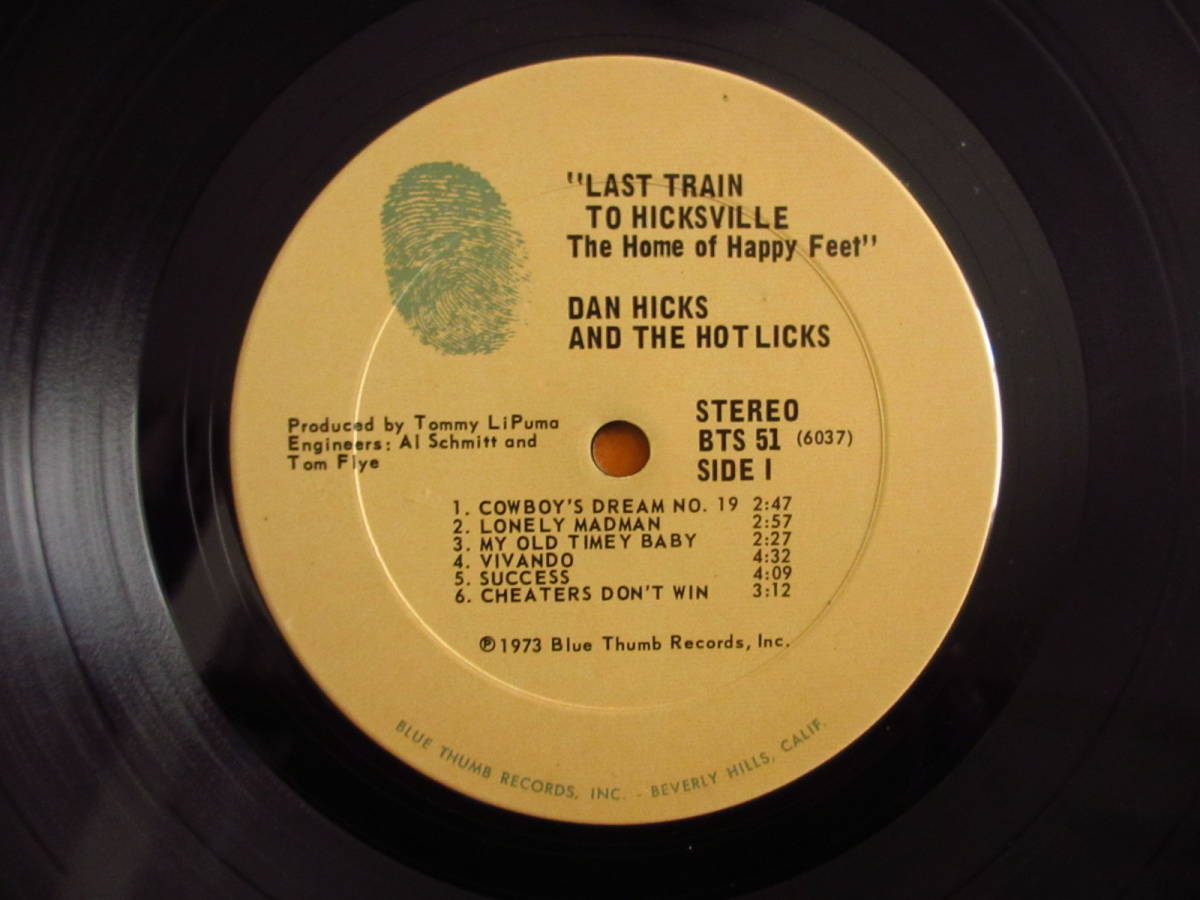 "LAST TRAIN
TO HICKSVILLE
The Home of Happy Feet"
DAN HICKS
AND THE HOT LICKS
Produced by Tommy LiPuma
Engineers: Al Schmitt and
Tom Flye
STEREO
BTS 51 (6037)
SIDE I
1. COWBOY'S DREAM NO. 19 2:47
2. LONELY MADMAN 2:57
3. MY OLD TIMEY BABY 2:27
4. VIVANDO 4:32
5. SUCCESS 4:09
6. CHEATERS DON'T WIN 3:12
℗1973 Blue Thumb Records, Inc.
BLUE THUMB RECORDS, INC. - BEVERLY HILLS, CALIF.